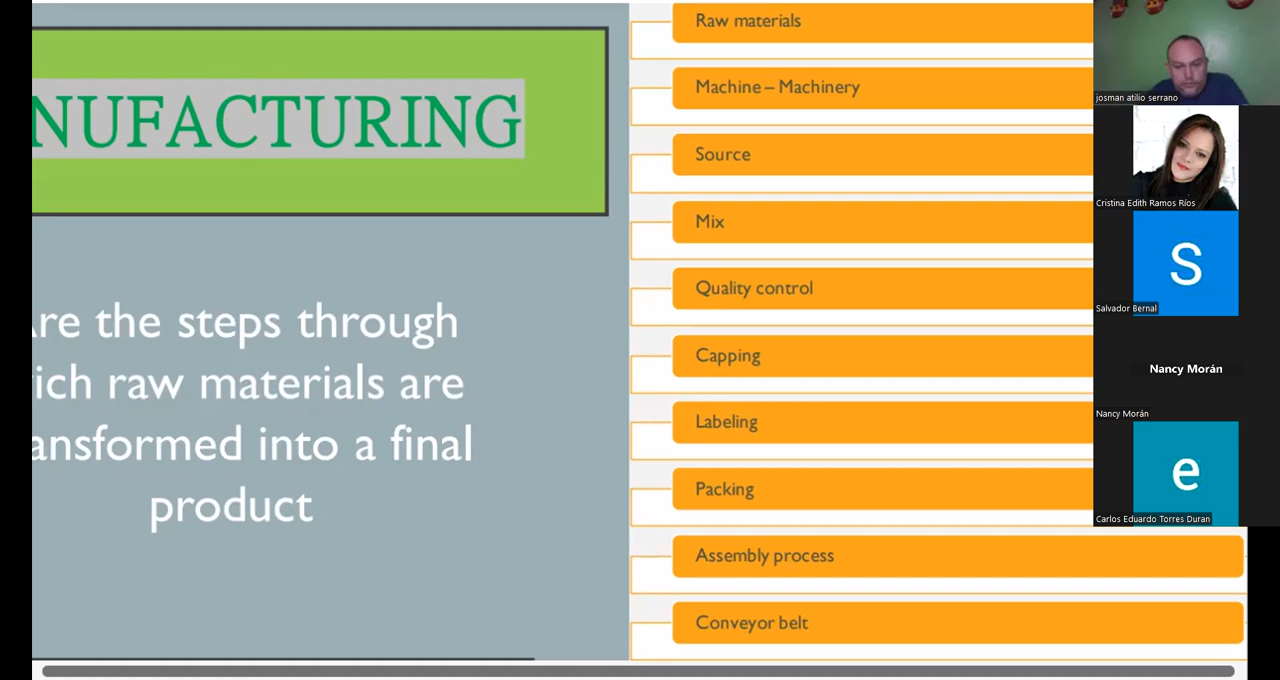 NUFACTURING
Are the steps through
ich raw materials are
ansformed into a final
product
Raw materials
Machine – Machinery
Source
Mix
Quality control
Capping
Labeling
Packing
Assembly process
Conveyor belt
josman atilio serrano
Cristina Edith Ramos Ríos
S
Salvador Bernal
Nancy Morán
Nancy Morán
e
Carlos Eduardo Torres Duran